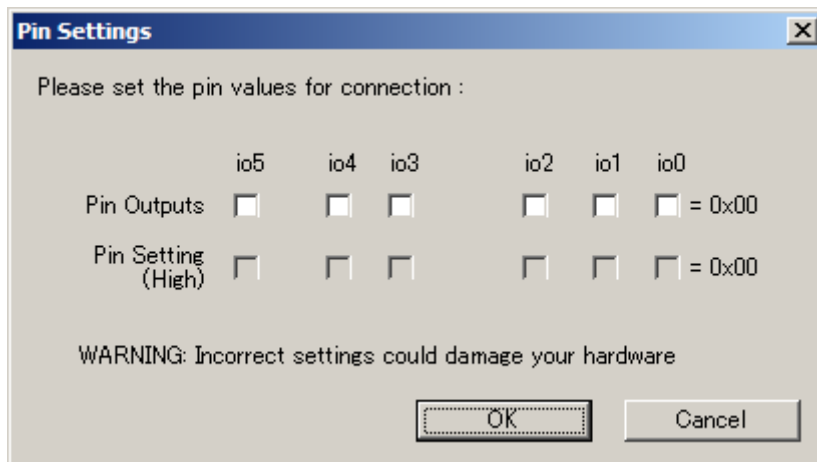 Pin Settings
Please set the pin values for connection :
io5 io4 io3 io2 io1 io0
Pin Outputs = 0x00
Pin Setting
(High) = 0x00
WARNING: Incorrect settings could damage your hardware
OK Cancel